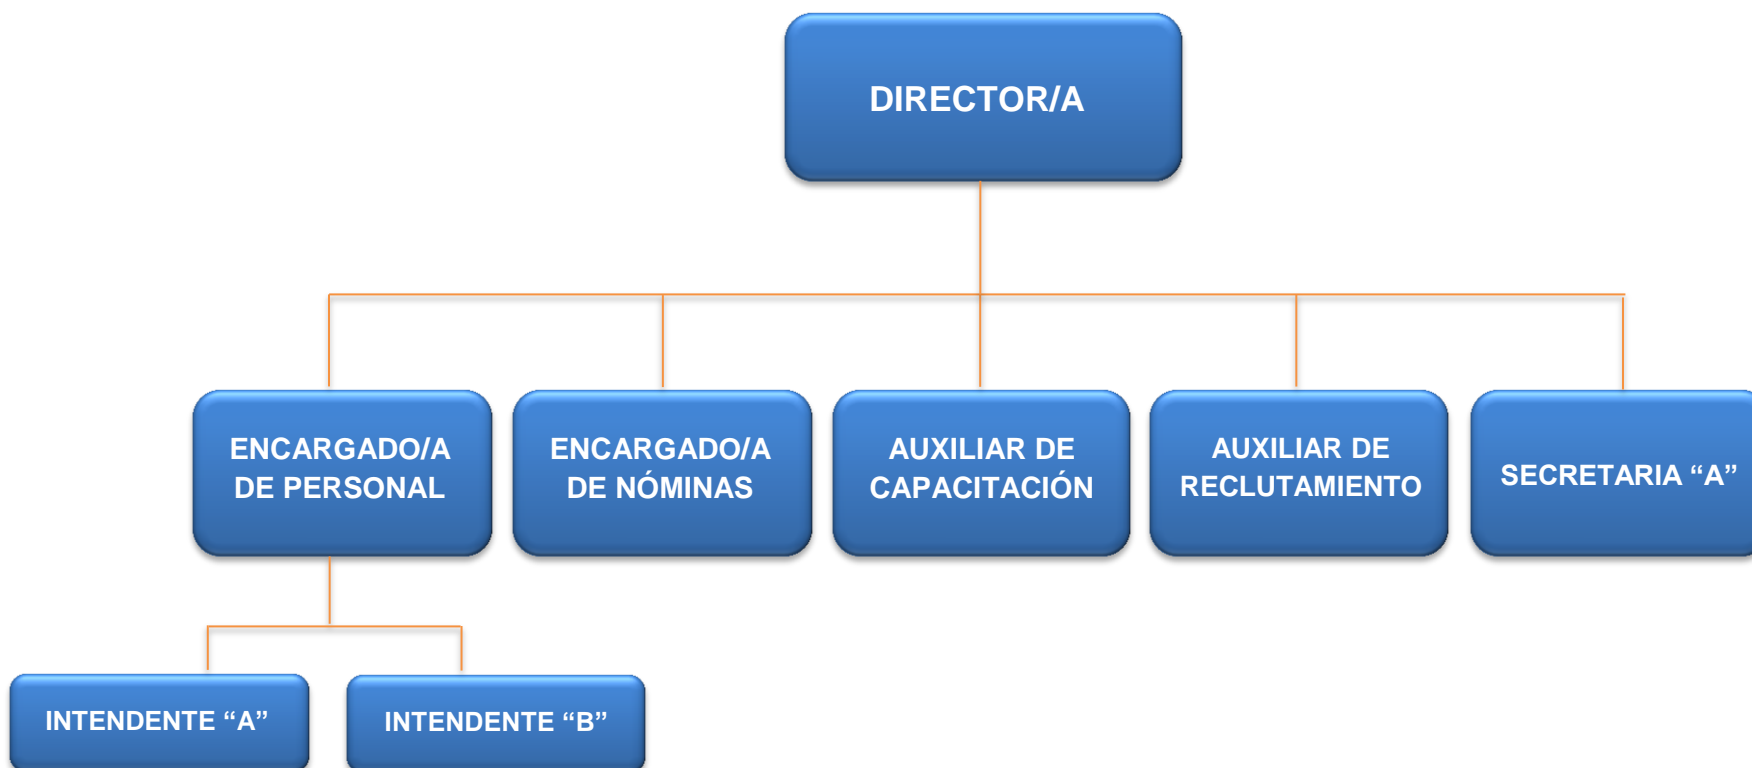 DIRECTOR/A
ENCARGADO/A
DE PERSONAL
ENCARGADO/A
DE NÓMINAS
AUXILIAR DE
CAPACITACIÓN
AUXILIAR DE
RECLUTAMIENTO
SECRETARIA “A”
INTENDENTE “A”
INTENDENTE “B”